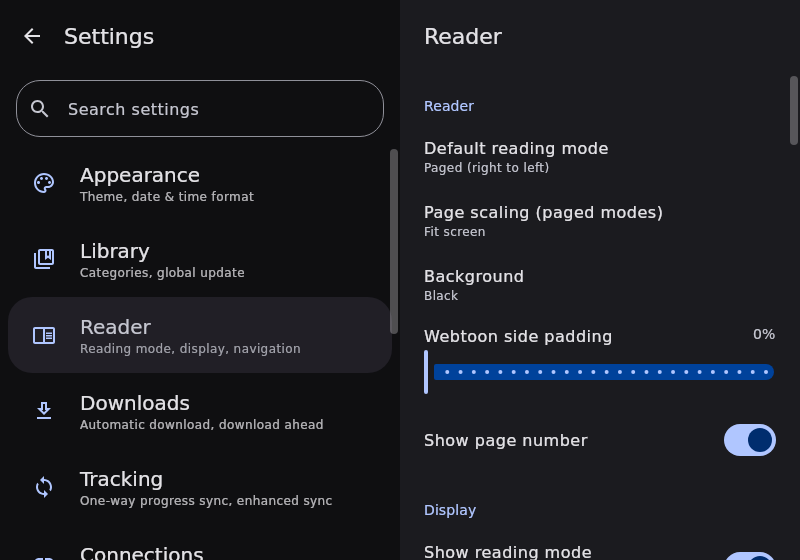 Settings
Search settings
Appearance
Theme, date & time format
Library
Categories, global update
Reader
Reading mode, display, navigation
Downloads
Automatic download, download ahead
Tracking
One-way progress sync, enhanced sync
Connections
Reader
Reader
Default reading mode
Paged (right to left)
Page scaling (paged modes)
Fit screen
Background
Black
Webtoon side padding
0%
Show page number
Display
Show reading mode